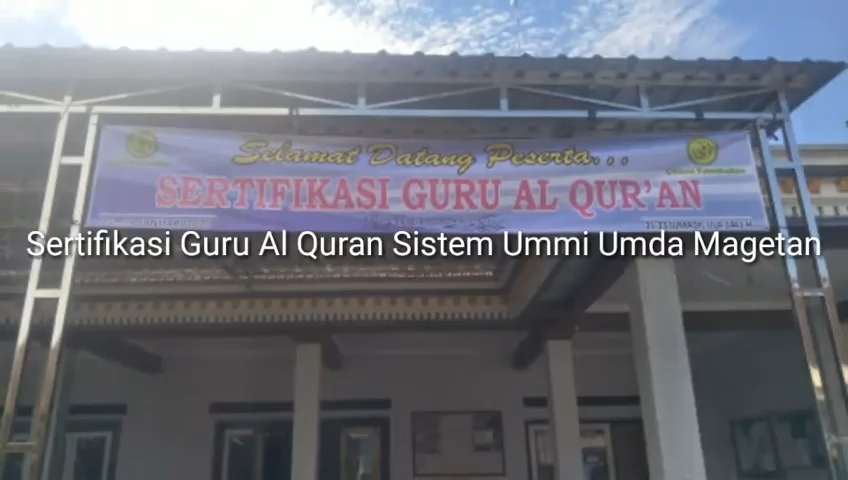 Selamat Datang Peserta...
SERTIFIKASI GURU AL QUR'AN
Sertifikasi Guru Al Quran Sistem Ummi Umda Magetan